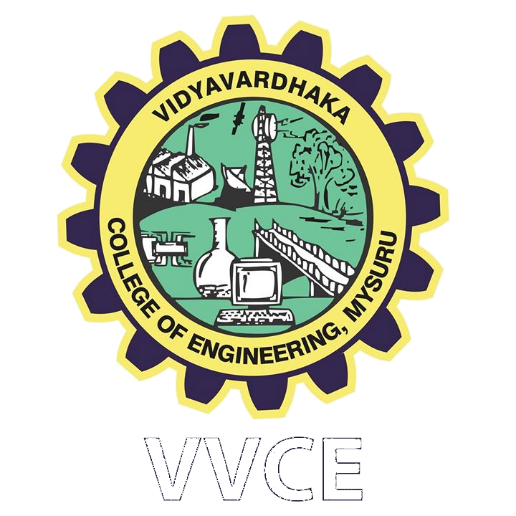 VIDYAVARDHAKA
COLLEGE OF ENGINEERING, MYSURU
VVCE